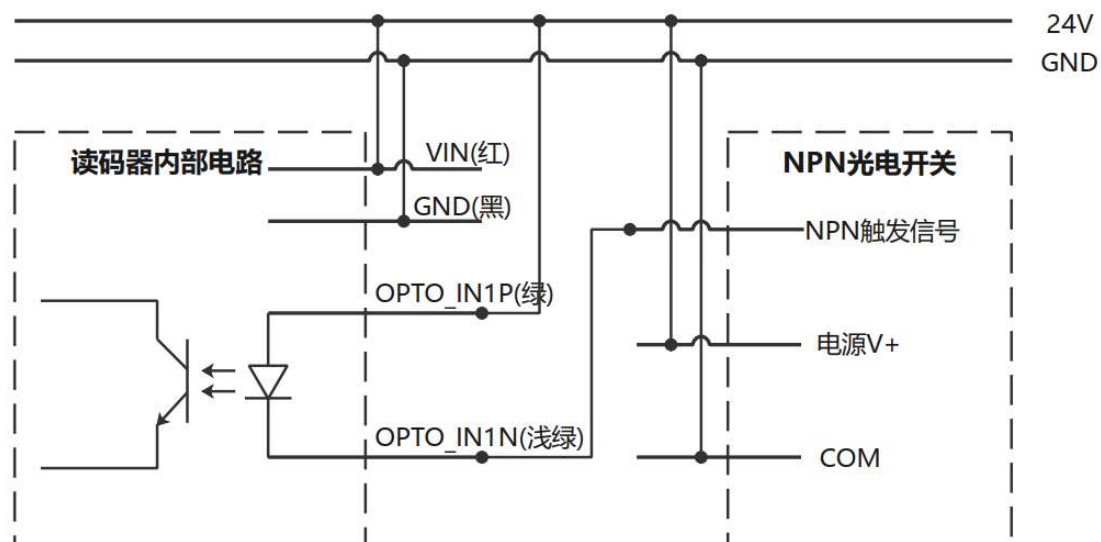 24V
GND
读码器内部电路
VIN(红)
NPN光电开关
GND(黑)
NPN触发信号
OPTO_IN1P(绿)
电源V+
OPTO_IN1N(浅绿)
COM